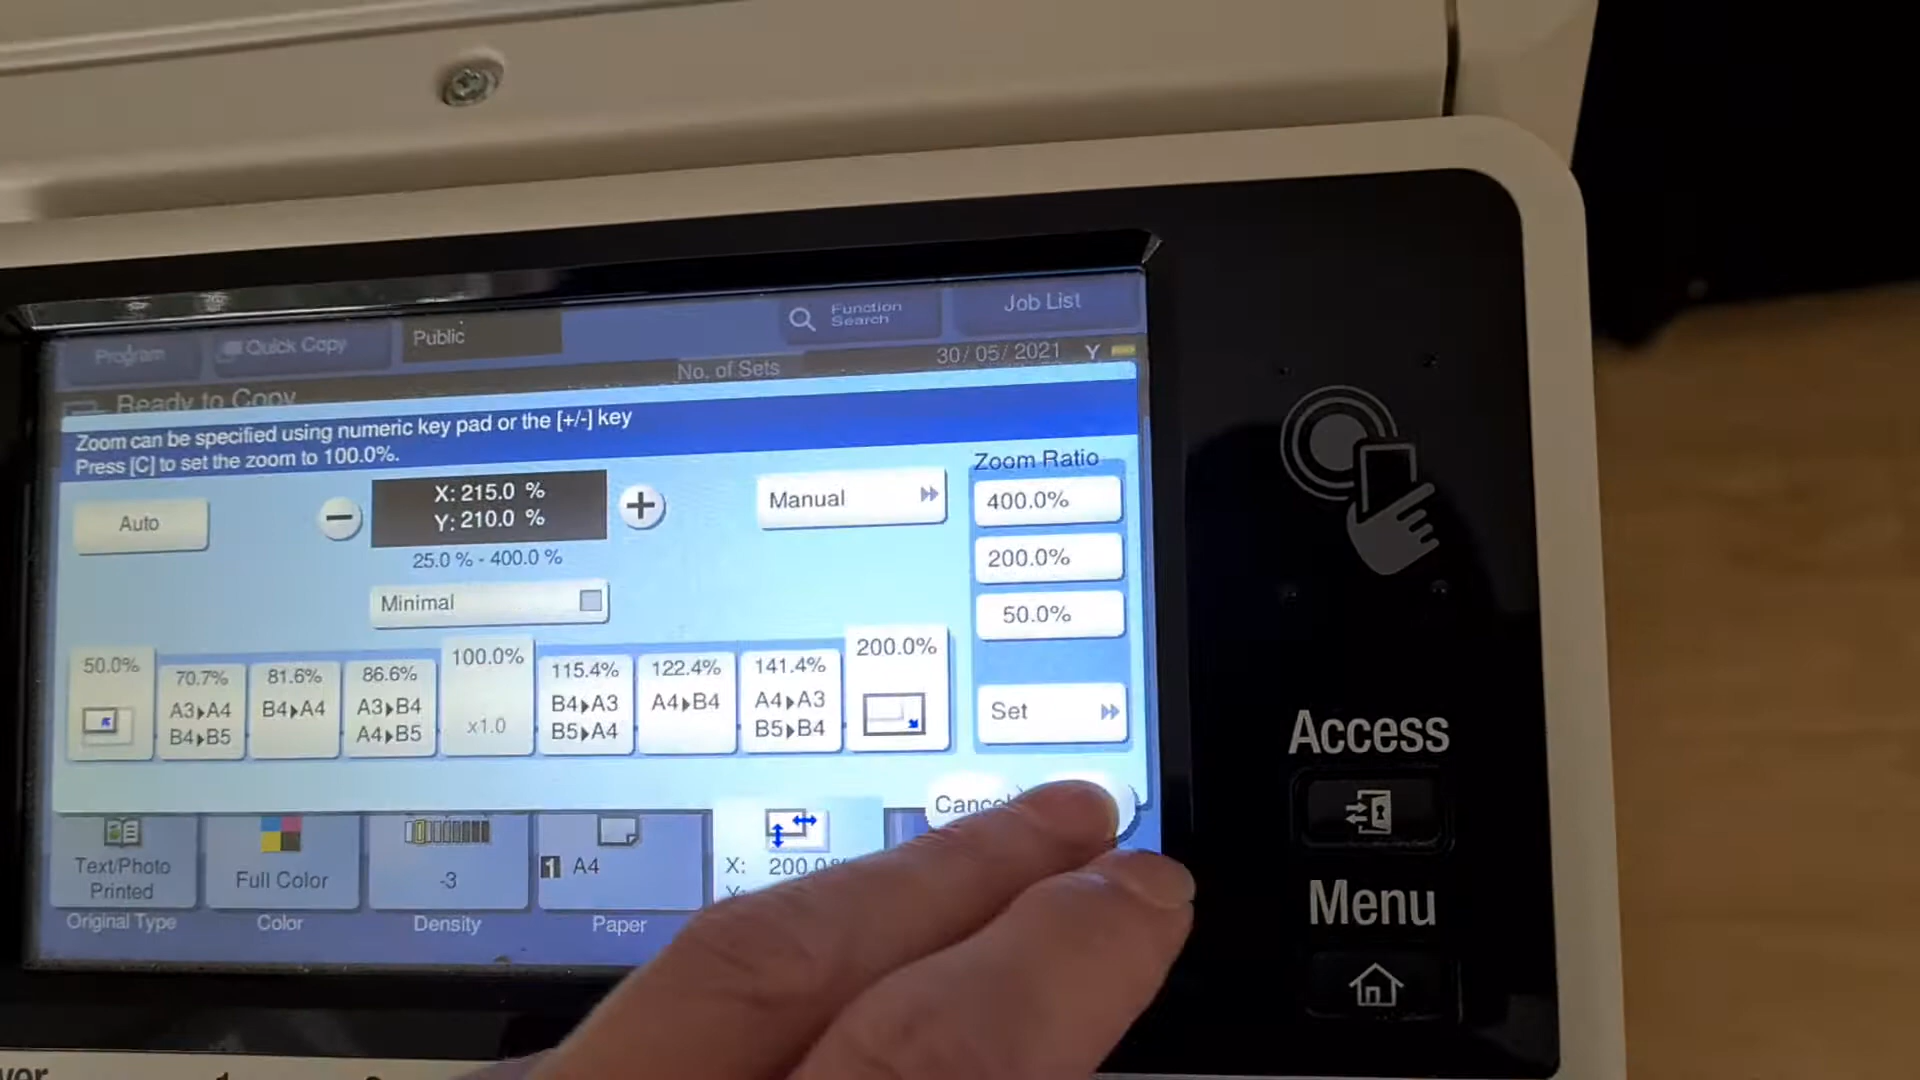 Program
Quick Copy
Public
Function
Search
Job List
30/05/2021 Y
No. of Sets
Ready to Copy
Zoom can be specified using numeric key pad or the [+/-] key
Press [C] to set the zoom to 100.0%.
Auto
X: 215.0 %
Y: 210.0 %
25.0 % - 400.0 %
Minimal
Manual
Zoom Ratio
400.0%
200.0%
50.0%
Set
50.0%
70.7%
A3▸A4
B4▸B5
81.6%
B4▸A4
86.6%
A3▸B4
A4▸B5
100.0%
x1.0
115.4%
B4▸A3
B5▸A4
122.4%
A4▸B4
141.4%
A4▸A3
B5▸B4
200.0%
Cancel
Text/Photo
Printed
Original Type
Full Color
Color
-3
Density
1 A4
Paper
X: 200.0%
Access
Menu